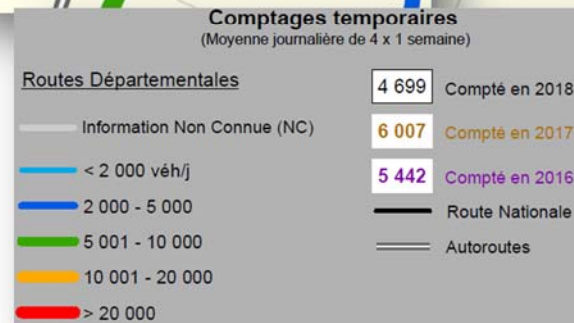 Comptages temporaires
(Moyenne journalière de 4 x 1 semaine)
Routes Départementales
Information Non Connue (NC)
< 2 000 véh/j
2 000 - 5 000
5 001 - 10 000
10 001 - 20 000
> 20 000
4 699 Compté en 2018
6 007 Compté en 2017
5 442 Compté en 2016
Route Nationale
Autoroutes